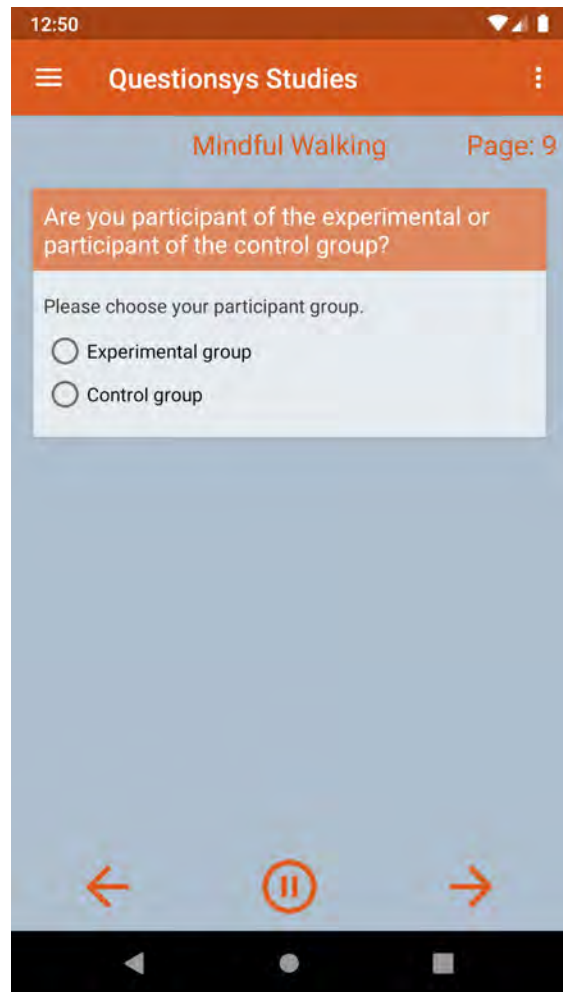 12:50
Questionsys Studies
Mindful Walking Page: 9
Are you participant of the experimental or
participant of the control group?
Please choose your participant group.
Experimental group
Control group